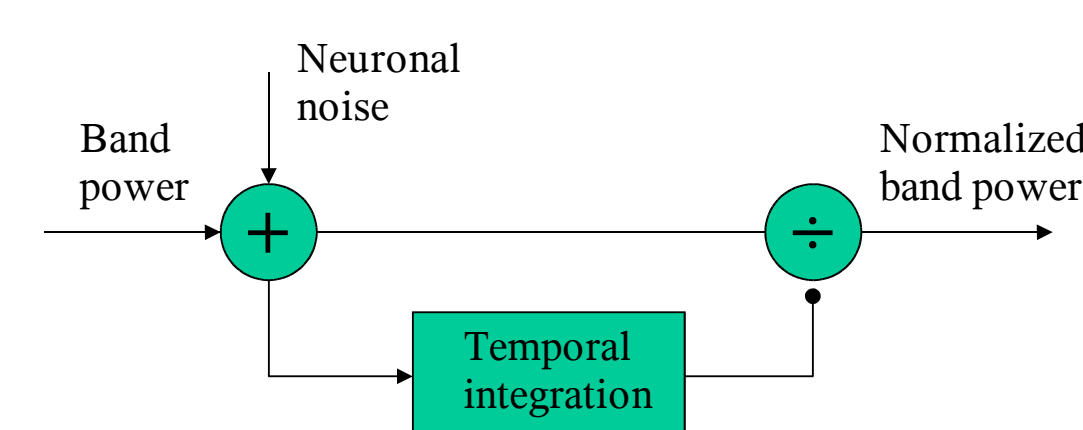 Neuronal
noise
Band
power
Normalized
band power
+
÷
Temporal
integration